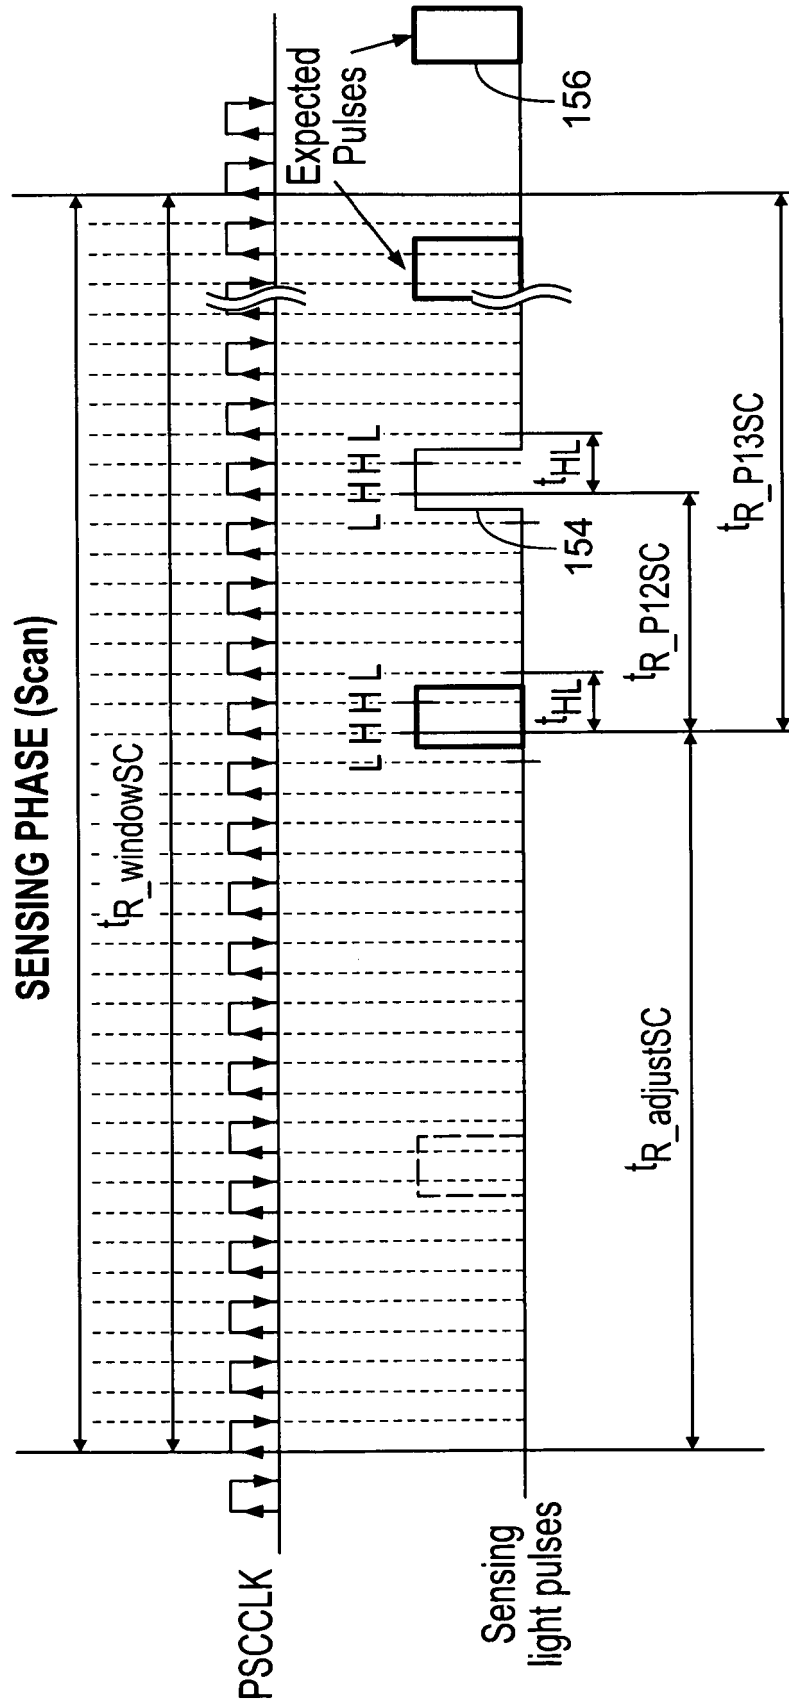 SENSING PHASE (Scan)
tR_windowSC
PSCCLK
Expected
Pulses
L H H L
L H H L
Sensing
light pulses
tHL
154
tHL
156
tR_adjustSC
tR_P12SC
tR_P13SC